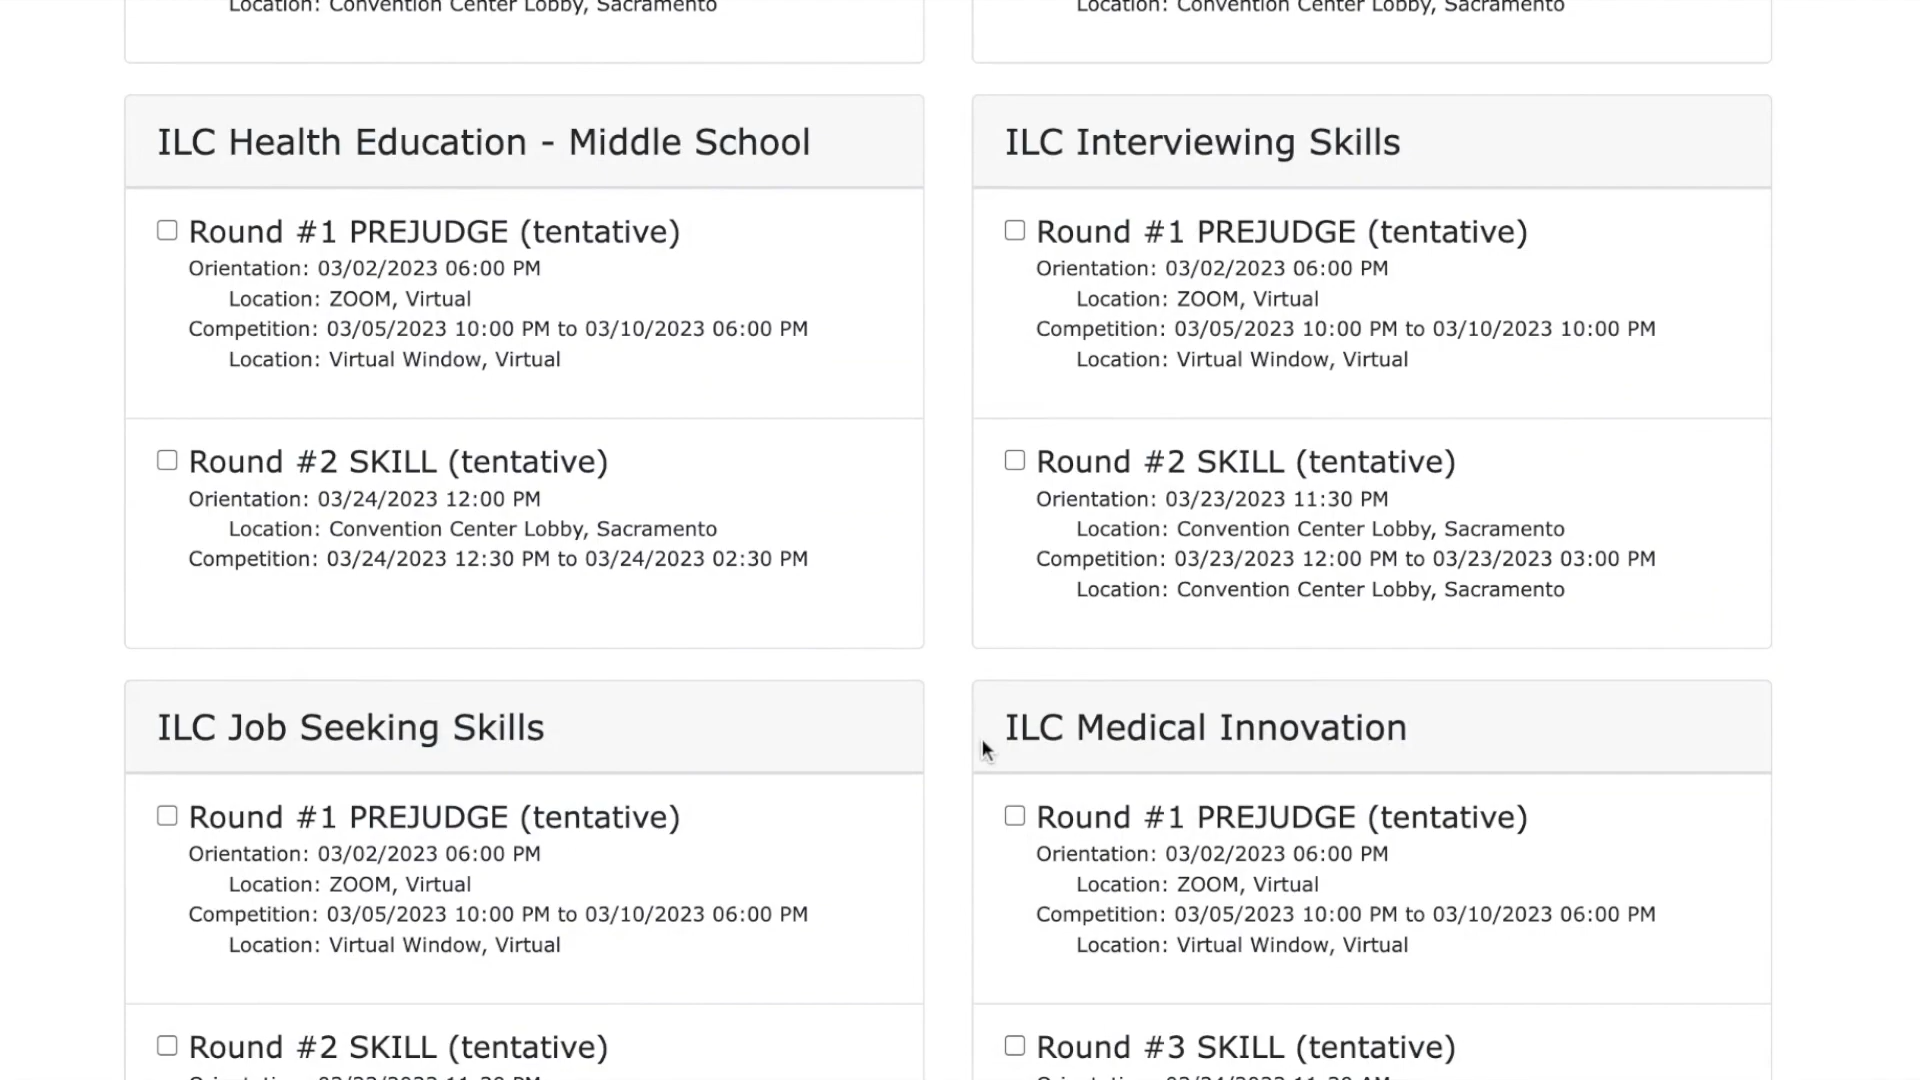 Location: Convention Center Lobby, Sacramento
Location: Convention Center Lobby, Sacramento
ILC Health Education - Middle School
Round #1 PREJUDGE (tentative)
Orientation: 03/02/2023 06:00 PM
Location: ZOOM, Virtual
Competition: 03/05/2023 10:00 PM to 03/10/2023 06:00 PM
Location: Virtual Window, Virtual
Round #2 SKILL (tentative)
Orientation: 03/24/2023 12:00 PM
Location: Convention Center Lobby, Sacramento
Competition: 03/24/2023 12:30 PM to 03/24/2023 02:30 PM
ILC Interviewing Skills
Round #1 PREJUDGE (tentative)
Orientation: 03/02/2023 06:00 PM
Location: ZOOM, Virtual
Competition: 03/05/2023 10:00 PM to 03/10/2023 10:00 PM
Location: Virtual Window, Virtual
Round #2 SKILL (tentative)
Orientation: 03/23/2023 11:30 PM
Location: Convention Center Lobby, Sacramento
Competition: 03/23/2023 12:00 PM to 03/23/2023 03:00 PM
Location: Convention Center Lobby, Sacramento
ILC Job Seeking Skills
Round #1 PREJUDGE (tentative)
Orientation: 03/02/2023 06:00 PM
Location: ZOOM, Virtual
Competition: 03/05/2023 10:00 PM to 03/10/2023 06:00 PM
Location: Virtual Window, Virtual
Round #2 SKILL (tentative)
ILC Medical Innovation
Round #1 PREJUDGE (tentative)
Orientation: 03/02/2023 06:00 PM
Location: ZOOM, Virtual
Competition: 03/05/2023 10:00 PM to 03/10/2023 06:00 PM
Location: Virtual Window, Virtual
Round #3 SKILL (tentative)